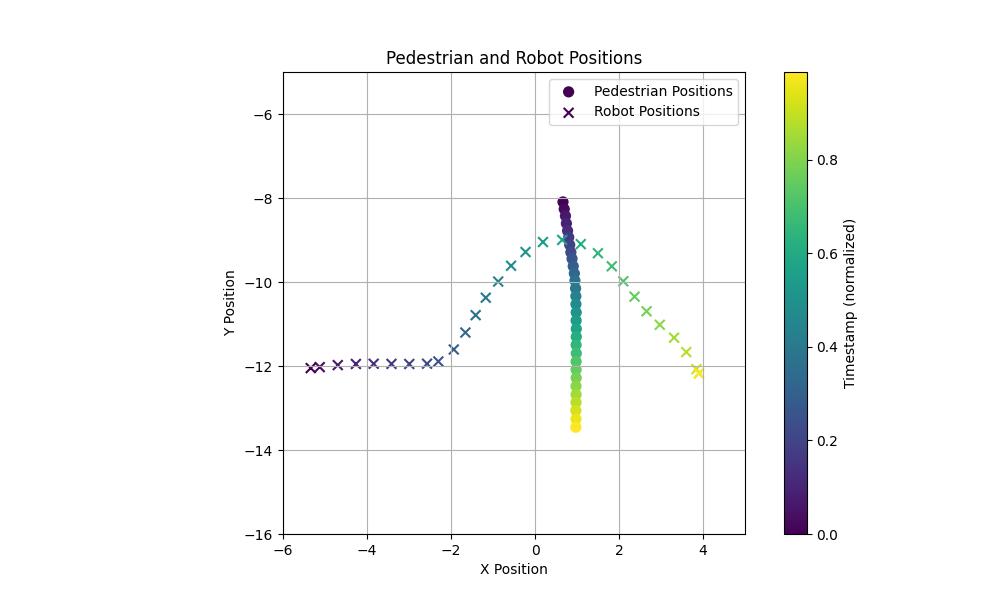 Pedestrian and Robot Positions
Pedestrian Positions
Robot Positions
−6
−8
−10
−12
−14
−16
Y Position
−6
−4
−2
0
2
4
X Position
0.8
0.6
0.4
0.2
0.0
Timestamp (normalized)